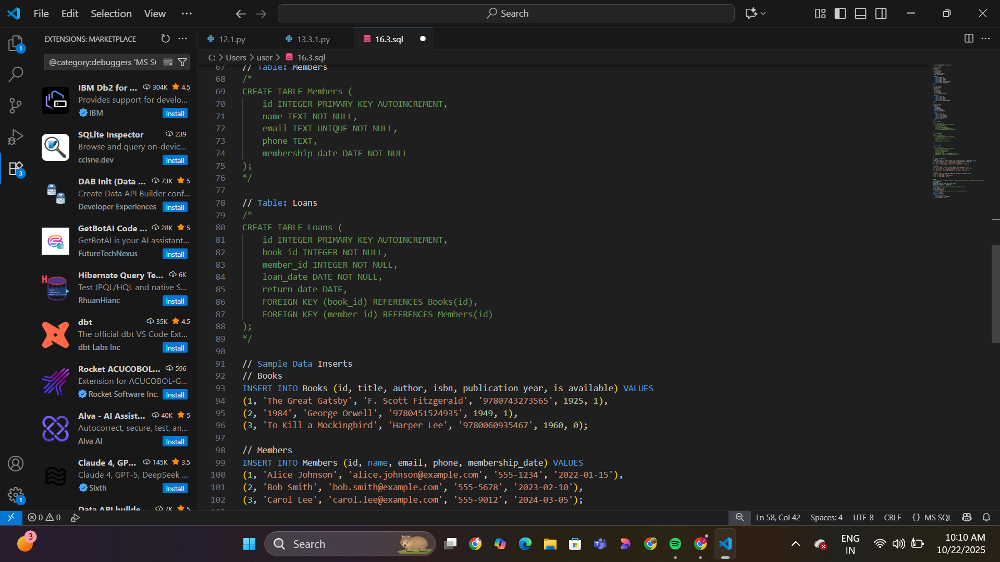 File Edit Selection View
Search
EXTENSIONS: MARKETPLACE
@category:debuggers 'MS SQ
IBM Db2 for ... 304K 4.5
Provides support for develo...
IBM Install
SQLite Inspector 239
Browse and query on-devic...
ccisne.dev Install
DAB Init (Data ... 73K 5
Create Data API Builder conf...
Developer Experiences Install
GetBotAI Code ... 28K 5
GetBotAI is your AI assistant...
FutureTechNexus Install
Hibernate Query Te... 6K
Test JPQL/HQL and native S...
RhuanHianc Install
dbt 35K 4.5
The official dbt VS Code Ext...
dbt Labs Inc Install
Rocket ACUCOBOL... 596
Extension for ACUCOBOL-G...
Rocket Software Inc. Install
Alva - AI Assist... 40K 5
Autocorrect, secure, test, an...
Alva AI Install
Claude 4, GP... 145K 3.5
Claude 4, GPT-5, DeepSeek ...
Sixth Install
Data API builde... 7K 5
12.1.py 13.3.1.py 16.3.sql
C: > Users > user > 16.3.sql
67 // Table: Members
68 /*
69 CREATE TABLE Members (
70 id INTEGER PRIMARY KEY AUTOINCREMENT,
71 name TEXT NOT NULL,
72 email TEXT UNIQUE NOT NULL,
73 phone TEXT,
74 membership_date DATE NOT NULL
75 );
76 */
77
78 // Table: Loans
79 /*
80 CREATE TABLE Loans (
81 id INTEGER PRIMARY KEY AUTOINCREMENT,
82 book_id INTEGER NOT NULL,
83 member_id INTEGER NOT NULL,
84 loan_date DATE NOT NULL,
85 return_date DATE,
86 FOREIGN KEY (book_id) REFERENCES Books(id),
87 FOREIGN KEY (member_id) REFERENCES Members(id)
88 );
89 */
90
91 // Sample Data Inserts
92 // Books
93 INSERT INTO Books (id, title, author, isbn, publication_year, is_available) VALUES
94 (1, 'The Great Gatsby', 'F. Scott Fitzgerald', '9780743273565', 1925, 1),
95 (2, '1984', 'George Orwell', '9780451524935', 1949, 1),
96 (3, 'To Kill a Mockingbird', 'Harper Lee', '9780060935467', 1960, 0);
97
98 // Members
99 INSERT INTO Members (id, name, email, phone, membership_date) VALUES
100 (1, 'Alice Johnson', 'alice.johnson@example.com', '555-1234', '2022-01-15'),
101 (2, 'Bob Smith', 'bob.smith@example.com', '555-5678', '2023-02-10'),
102 (3, 'Carol Lee', 'carol.lee@example.com', '555-9012', '2024-03-05');
1
3
1
0 0
Ln 58, Col 42 Spaces: 4 UTF-8 CRLF {} MS SQL
3
Search
ENG
IN
10:10 AM
10/22/2025